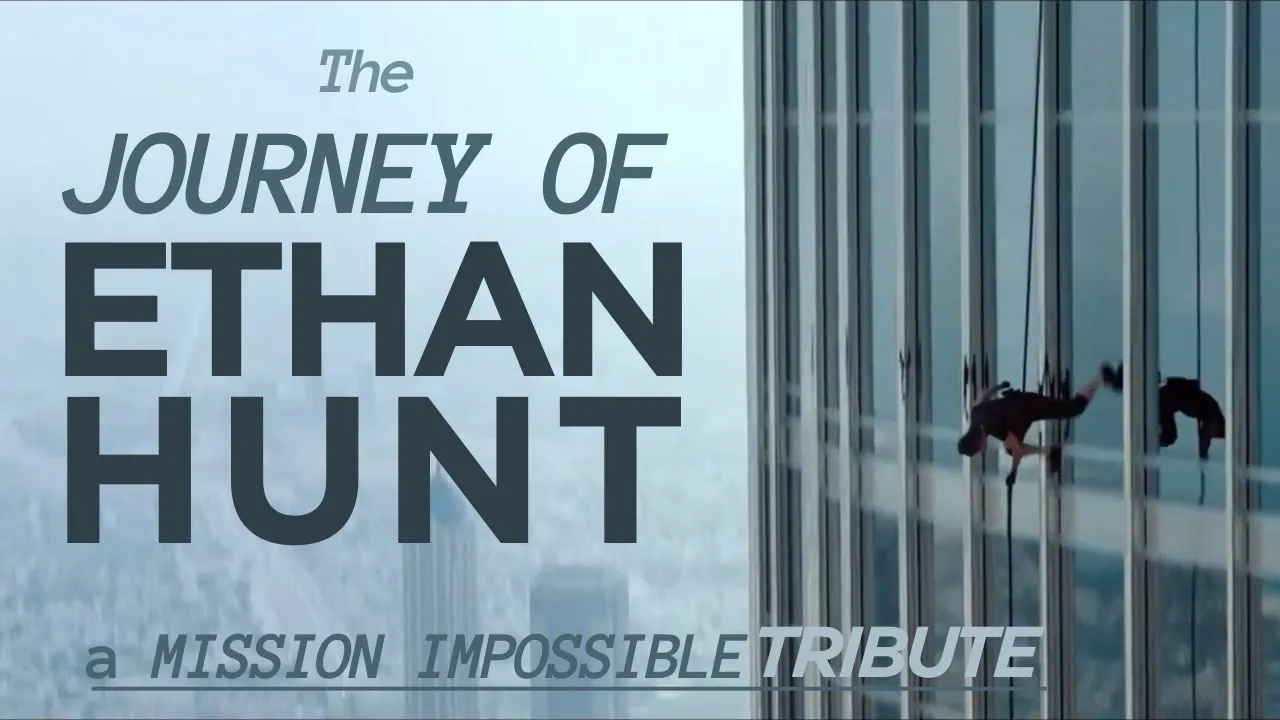 The
JOURNEY OF
ETHAN
HUNT
a MISSION IMPOSSIBLE TRIBUTE